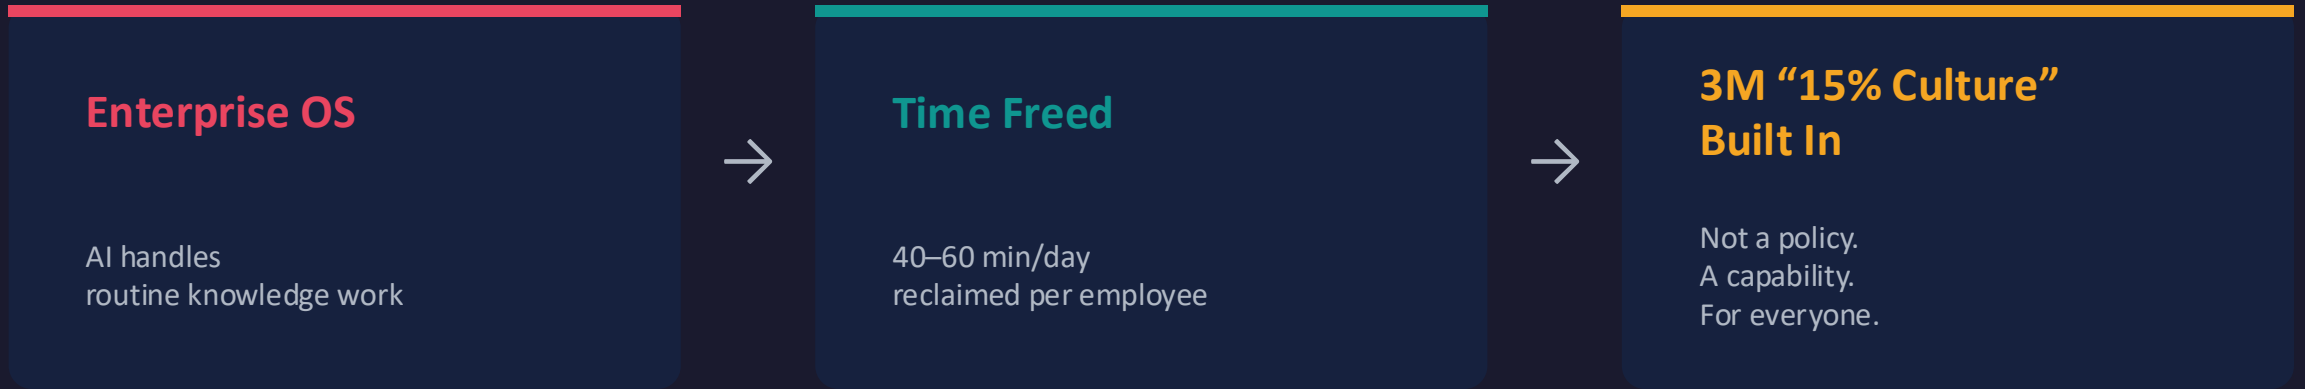 Enterprise OS
AI handles
routine knowledge work
Time Freed
40–60 min/day
reclaimed per employee
3M “15% Culture”
Built In
Not a policy.
A capability.
For everyone.